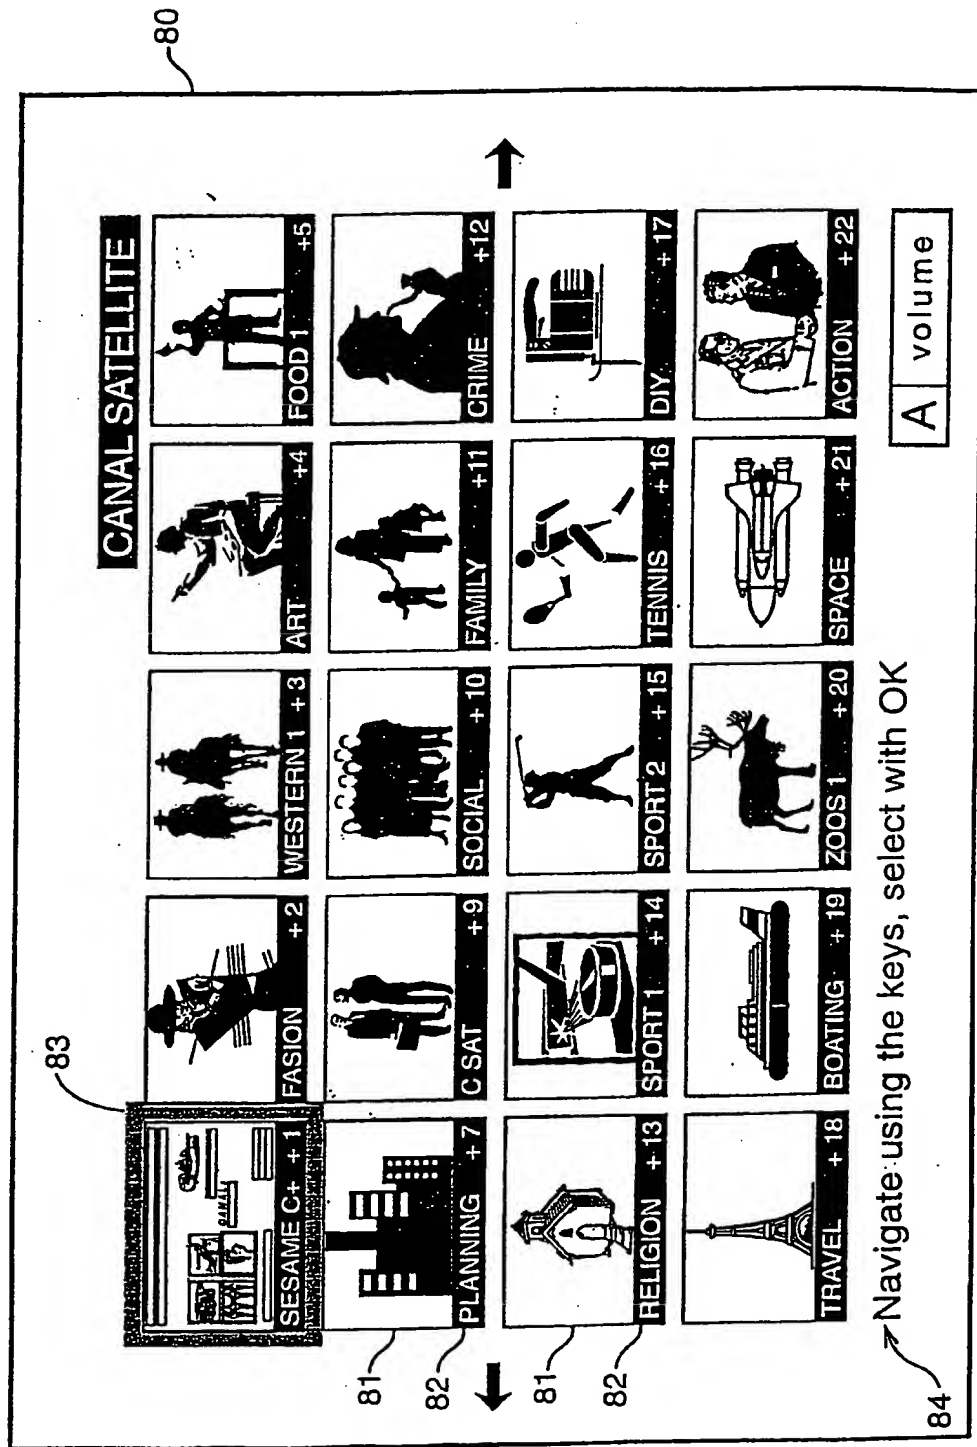 80
CANAL SATELLITE
83
SESAME C+ + 1
FASION + 2
WESTERN 1 + 3
ART +4
FOOD 1 +5
81
82
PLANNING + 7
C SAT + 9
SOCIAL + 10
FAMILY +11
CRIME +12
81
82
RELIGION + 13
SPORT 1 + 14
SPORT 2 + 15
TENNIS + 16
DIY + 17
TRAVEL + 18
BOATING + 19
ZOOS 1 + 20
SPACE + 21
ACTION + 22
84
Navigate using the keys, select with OK
A volume